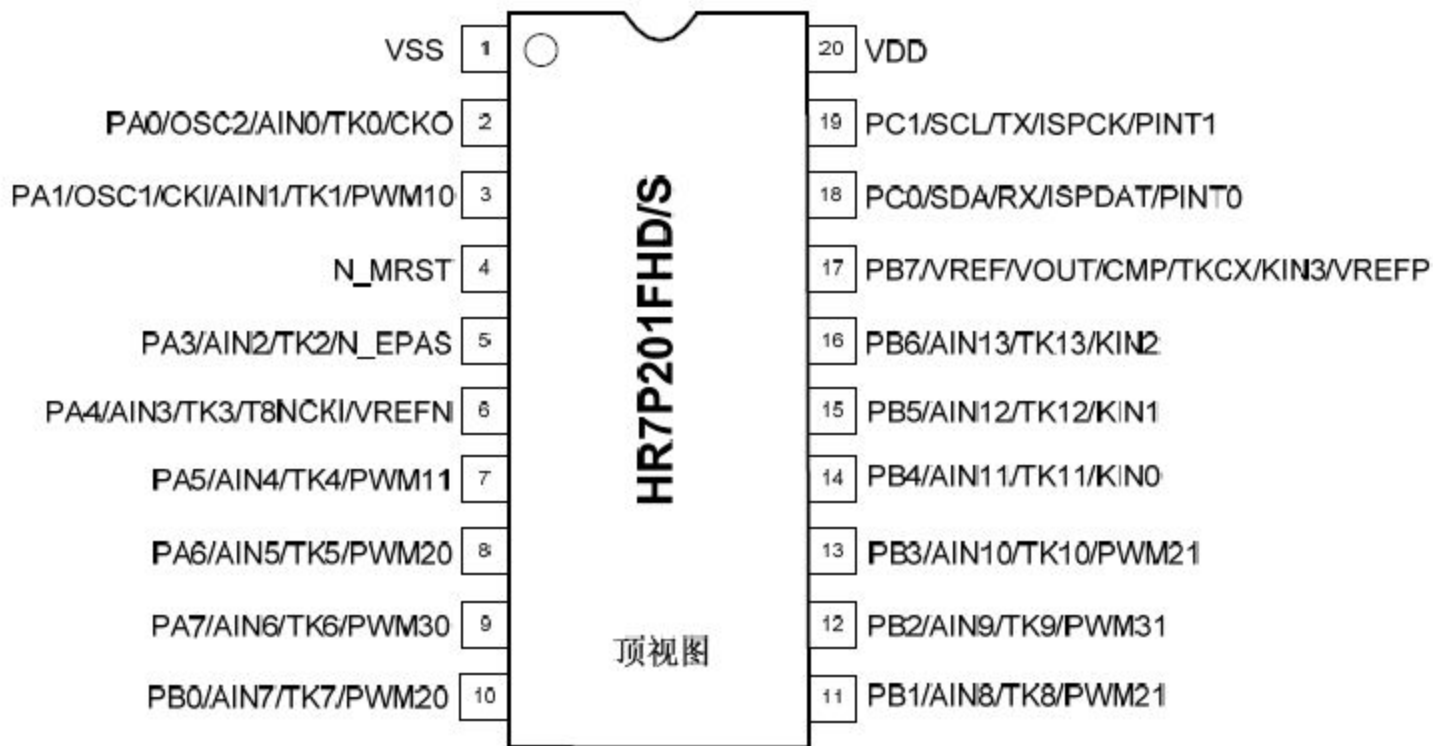 VSS 1
PA0/OSC2/AIN0/TK0/CKO 2
PA1/OSC1/CKI/AIN1/TK1/PWM10 3
N_MRST 4
PA3/AIN2/TK2/N_EPAS 5
PA4/AIN3/TK3/T8NCKI/VREFN 6
PA5/AIN4/TK4/PWM11 7
PA6/AIN5/TK5/PWM20 8
PA7/AIN6/TK6/PWM30 9
PB0/AIN7/TK7/PWM20 10
HR7P201FHD/S
顶视图
20 VDD
19 PC1/SCL/TX/ISPCK/PINT1
18 PC0/SDA/RX/ISPDAT/PINT0
17 PB7/VREF/VOUT/CMP/TKCX/KIN3/VREFP
16 PB6/AIN13/TK13/KIN2
15 PB5/AIN12/TK12/KIN1
14 PB4/AIN11/TK11/KIN0
13 PB3/AIN10/TK10/PWM21
12 PB2/AIN9/TK9/PWM31
11 PB1/AIN8/TK8/PWM21